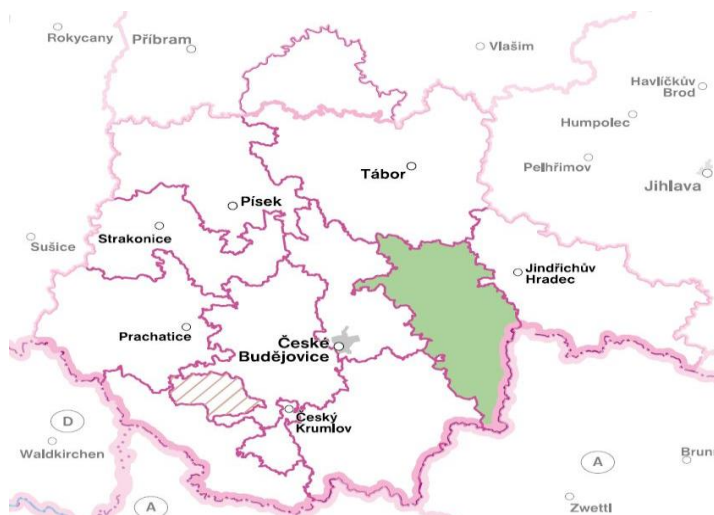 Rokycany
Příbram
Vlašim
Havlíčkův
Brod
Humpolec
Pelhřimov
Jihlava
Tábor
Písek
Strakonice
Sušice
Jindřichův
Hradec
Prachatice
České
Budějovice
Český
Krumlov
D
Waldkirchen
A
A
Zwettl